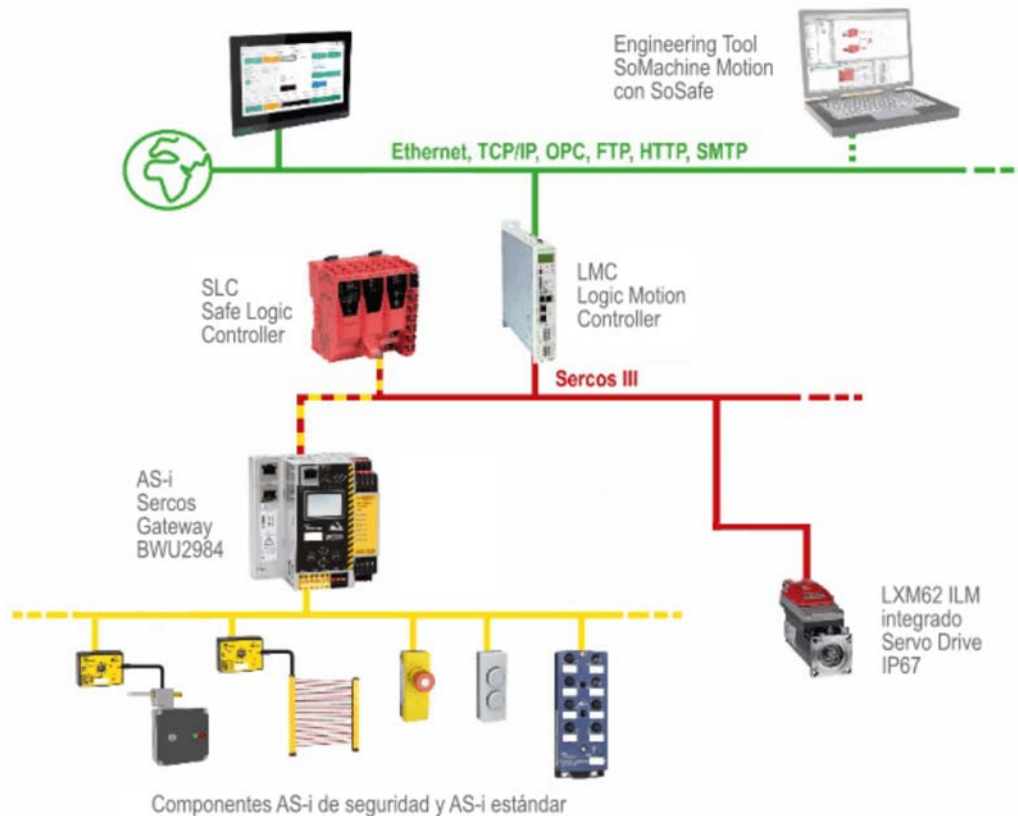 Engineering Tool
SoMachine Motion
con SoSafe
Ethernet, TCP/IP, OPC, FTP, HTTP, SMTP
SLC
Safe Logic
Controller
LMC
Logic Motion
Controller
Sercos III
AS-i
Sercos
Gateway
BWU2984
LXM62 ILM
integrado
Servo Drive
IP67
Componentes AS-i de seguridad y AS-i estándar